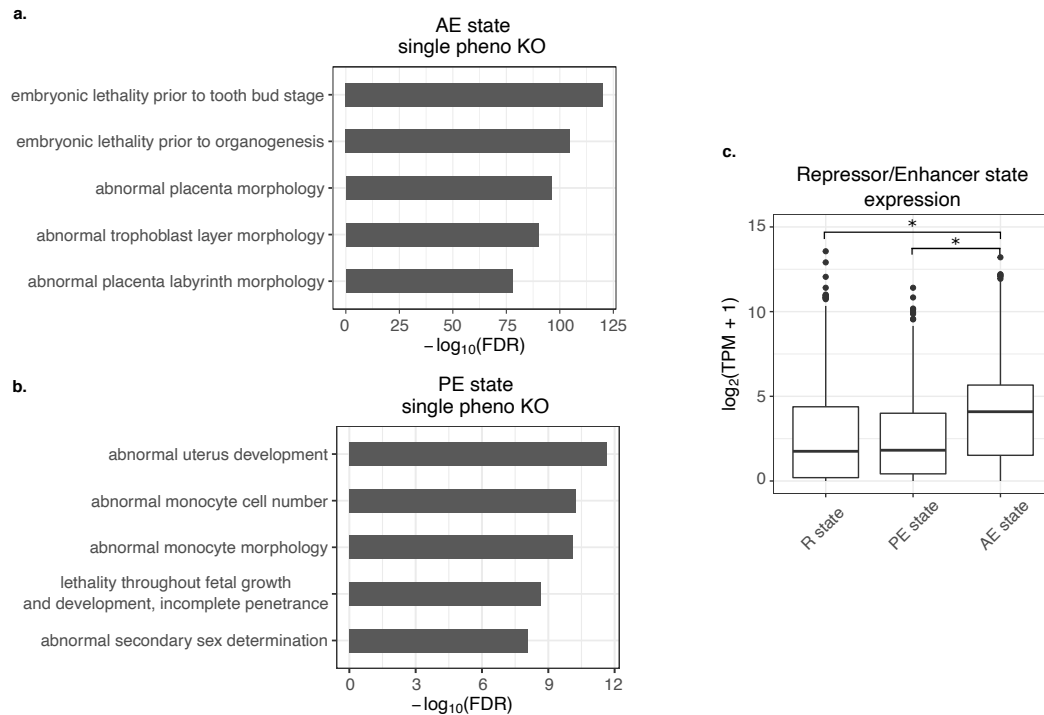 a.
AE state
single pheno KO
embryonic lethality prior to tooth bud stage
embryonic lethality prior to organogenesis
abnormal placenta morphology
abnormal trophoblast layer morphology
abnormal placenta labyrinth morphology
0 25 50 75 100 125
−log10(FDR)
b.
PE state
single pheno KO
abnormal uterus development
abnormal monocyte cell number
abnormal monocyte morphology
lethality throughout fetal growth
and development, incomplete penetrance
abnormal secondary sex determination
0 3 6 9 12
−log10(FDR)
c.
Repressor/Enhancer state
expression
*
*
15
10
5
0
log2(TPM + 1)
R state
PE state
AE state